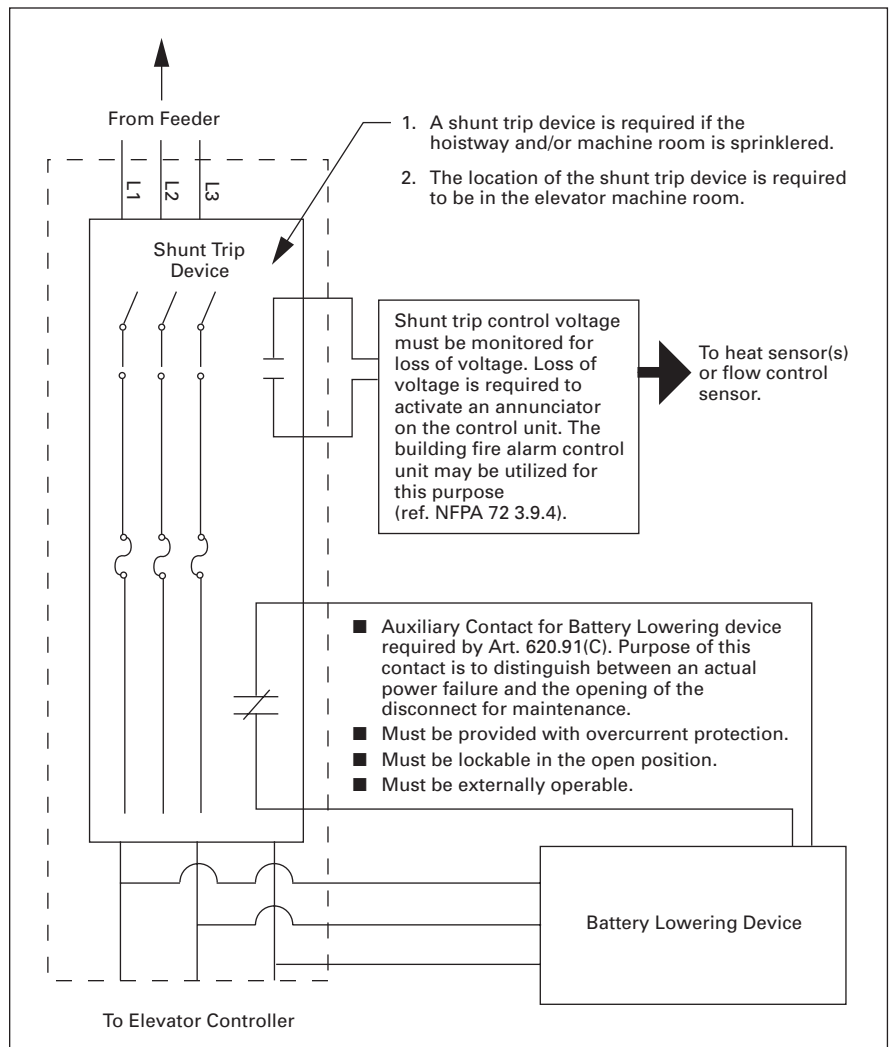 From Feeder
L1
L2
L3
Shunt Trip
Device
1. A shunt trip device is required if the
hoistway and/or machine room is sprinklered.
2. The location of the shunt trip device is required
to be in the elevator machine room.
Shunt trip control voltage
must be monitored for
loss of voltage. Loss of
voltage is required to
activate an annunciator
on the control unit. The
building fire alarm control
unit may be utilized for
this purpose
(ref. NFPA 72 3.9.4).
To heat sensor(s)
or flow control
sensor.
■ Auxiliary Contact for Battery Lowering device
required by Art. 620.91(C). Purpose of this
contact is to distinguish between an actual
power failure and the opening of the
disconnect for maintenance.
■ Must be provided with overcurrent protection.
■ Must be lockable in the open position.
■ Must be externally operable.
Battery Lowering Device
To Elevator Controller